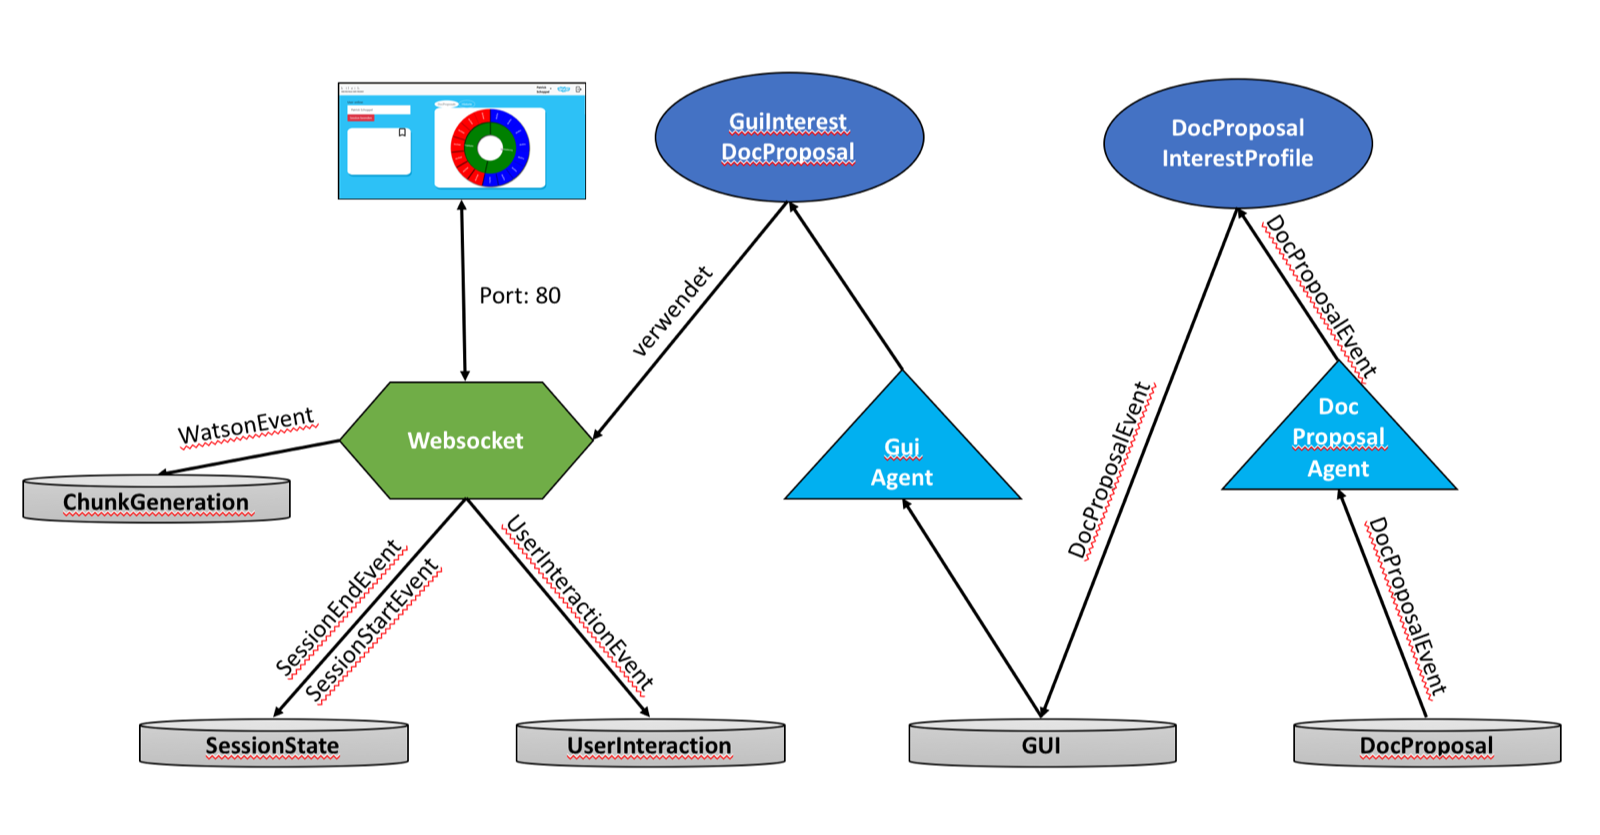 GuiInterest
DocProposal
DocProposal
InterestProfile
DocProposalEvent
verwendet
Port: 80
Websocket
WatsonEvent
ChunkGeneration
Gui
Agent
DocProposalEvent
Doc
Proposal
Agent
SessionEndEvent
SessionStartEvent
UserInteractionEvent
DocProposalEvent
SessionState
UserInteraction
GUI
DocProposal